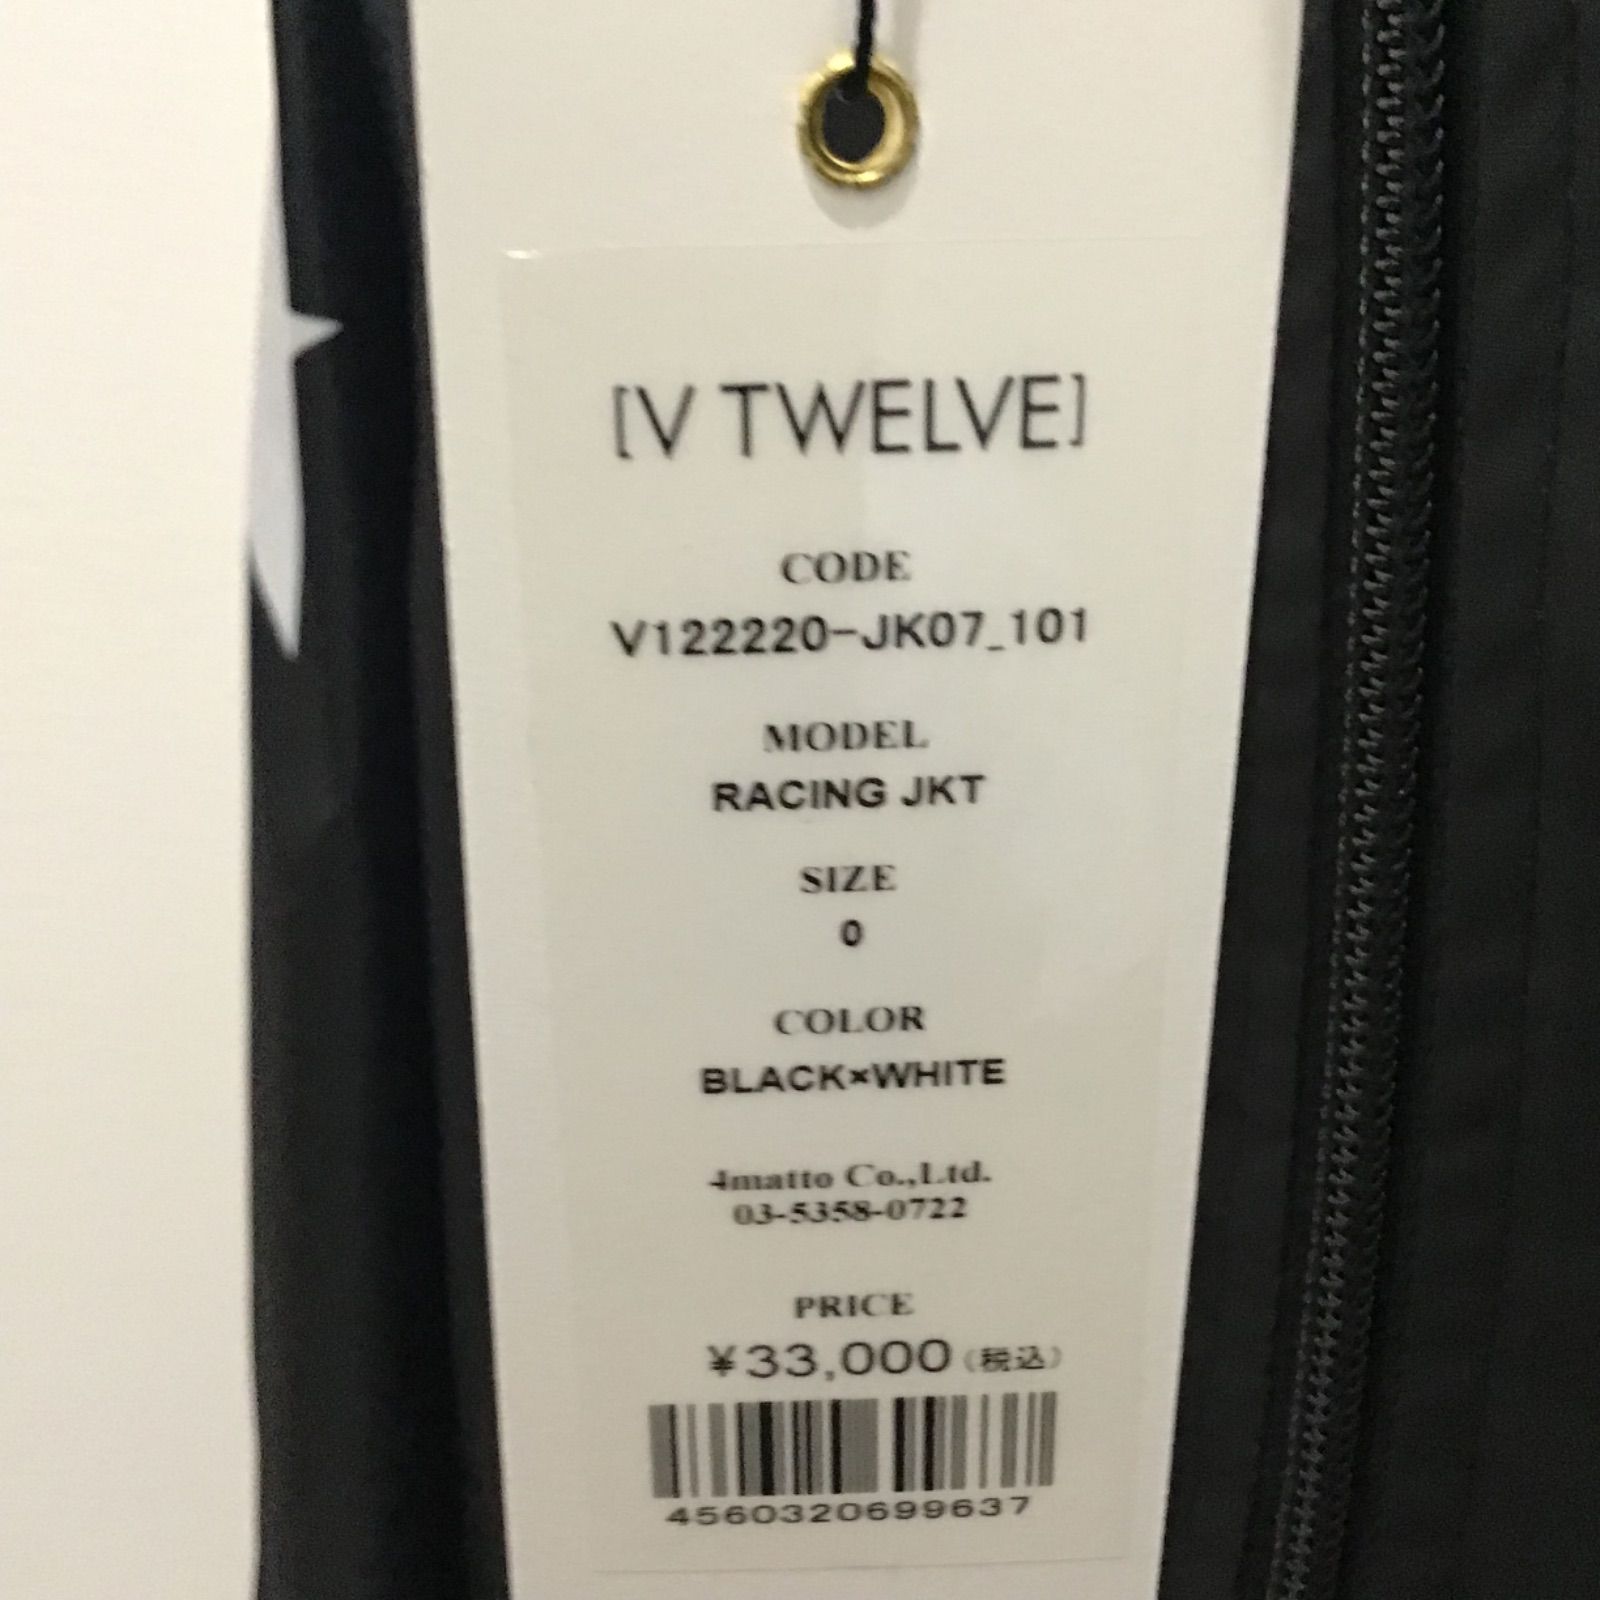 [V TWELVE]
CODE
V122220-JK07_101
MODEL
RACING JKT
SIZE
0
COLOR
BLACK×WHITE
4matto Co.,Ltd.
03-5358-0722
PRICE
¥33,000(税込)
4560320699637